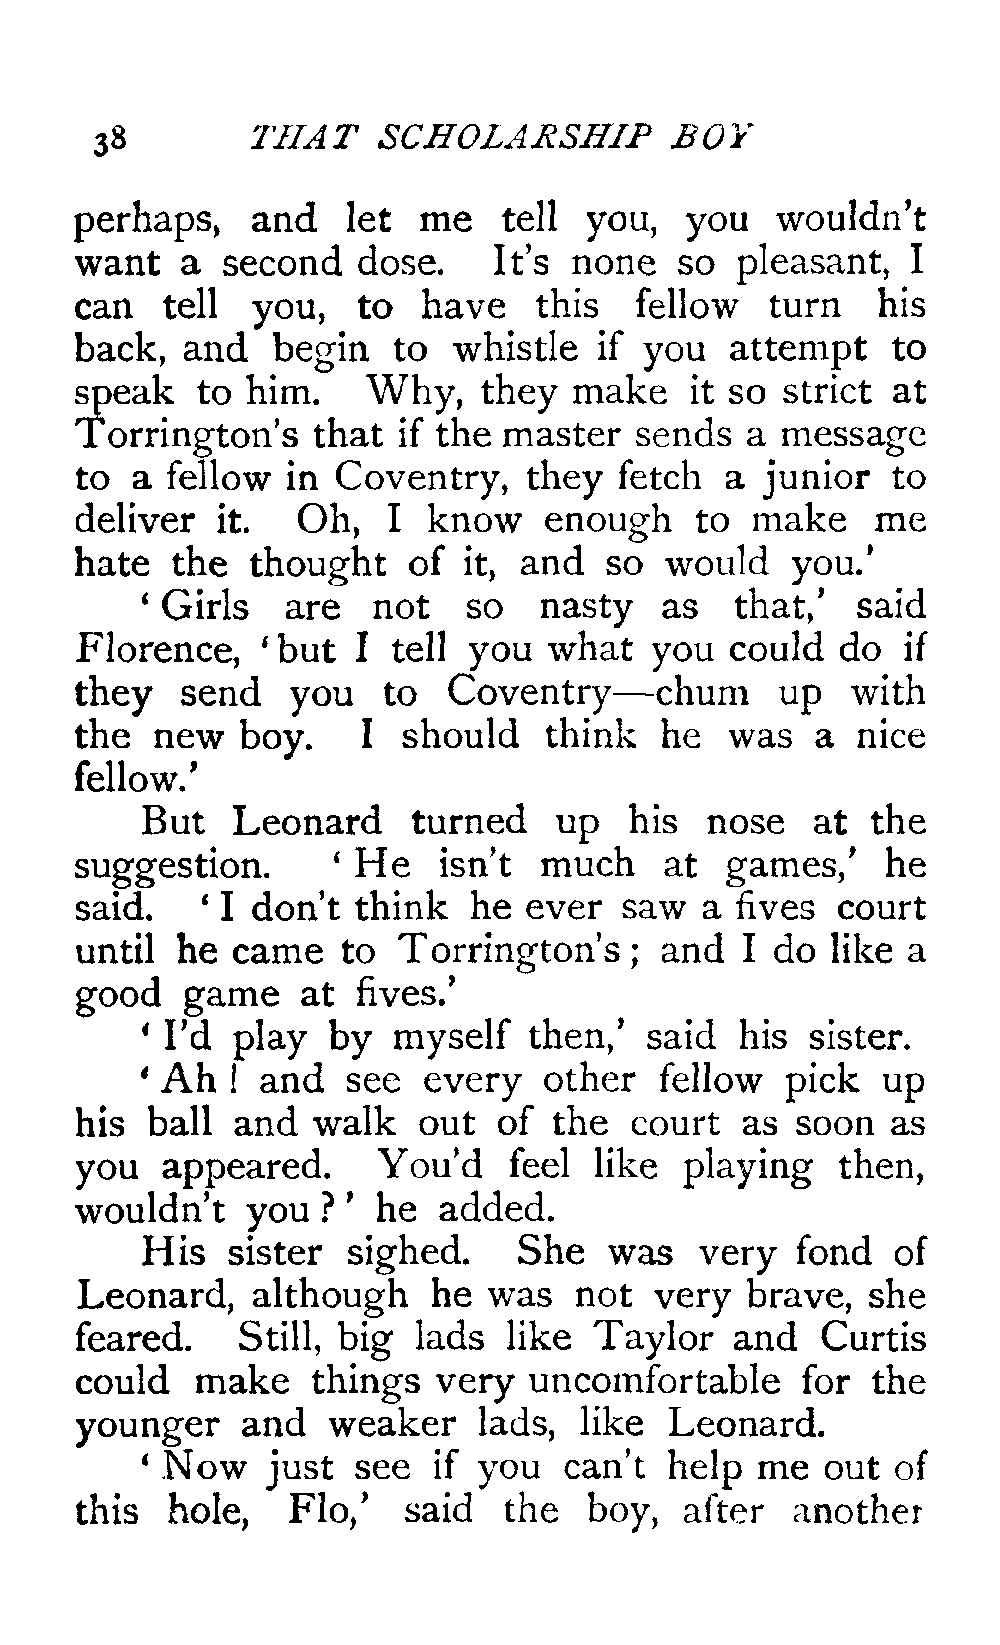 38 THAT SCHOLARSHIP BOY
perhaps, and let me tell you, you wouldn't
want a second dose. It's none so pleasant, I
can tell you, to have this fellow turn his
back, and begin to whistle if you attempt to
speak to him. Why, they make it so strict at
Torrington's that if the master sends a message
to a fellow in Coventry, they fetch a junior to
deliver it. Oh, I know enough to make me
hate the thought of it, and so would you.'
‘Girls are not so nasty as that,' said
Florence, ‘but I tell you what you could do if
they send you to Coventry—chum up with
the new boy. I should think he was a nice
fellow.'
But Leonard turned up his nose at the
suggestion. ‘He isn't much at games,' he
said. ‘I don't think he ever saw a fives court
until he came to Torrington's; and I do like a
good game at fives.'
‘I'd play by myself then,' said his sister.
‘Ah! and see every other fellow pick up
his ball and walk out of the court as soon as
you appeared. You'd feel like playing then,
wouldn't you?' he added.
His sister sighed. She was very fond of
Leonard, although he was not very brave, she
feared. Still, big lads like Taylor and Curtis
could make things very uncomfortable for the
younger and weaker lads, like Leonard.
‘Now just see if you can't help me out of
this hole, Flo,' said the boy, after another